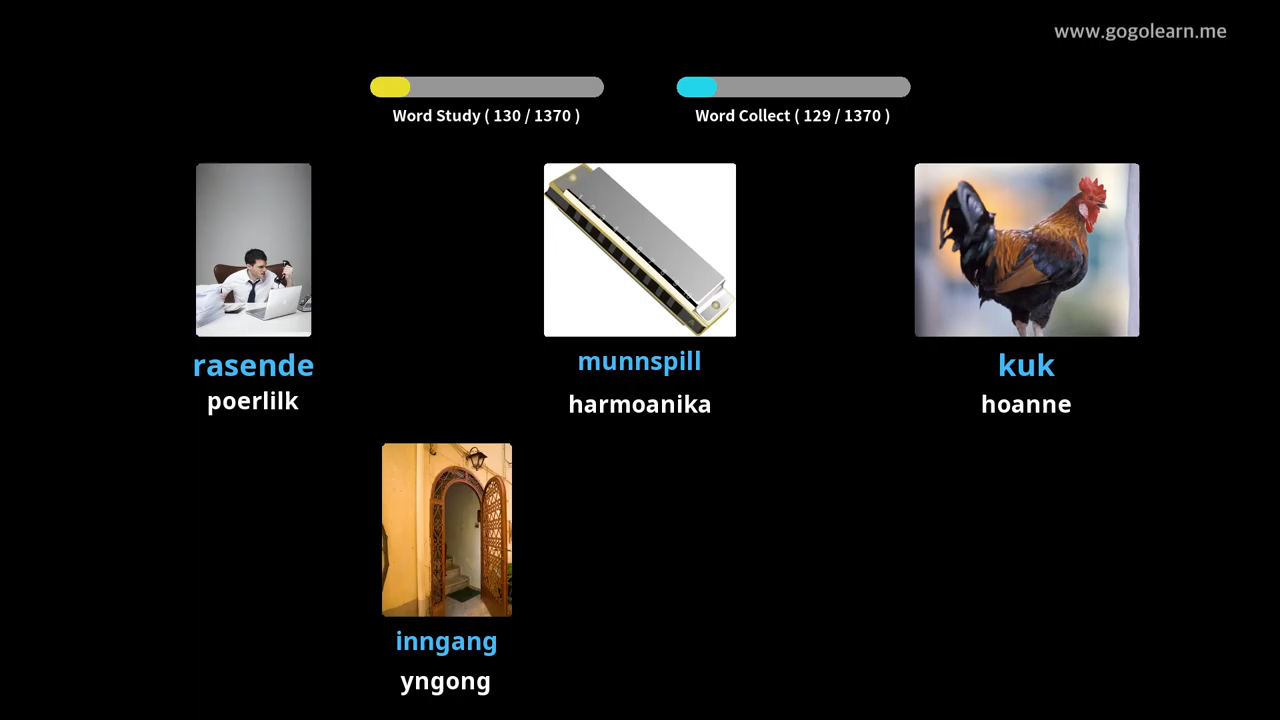 www.gogolearn.me
Word Study ( 130 / 1370 )
Word Collect ( 129 / 1370 )
rasende
poerlilk
munnspill
harmoanika
kuk
hoanne
inngang
yngong